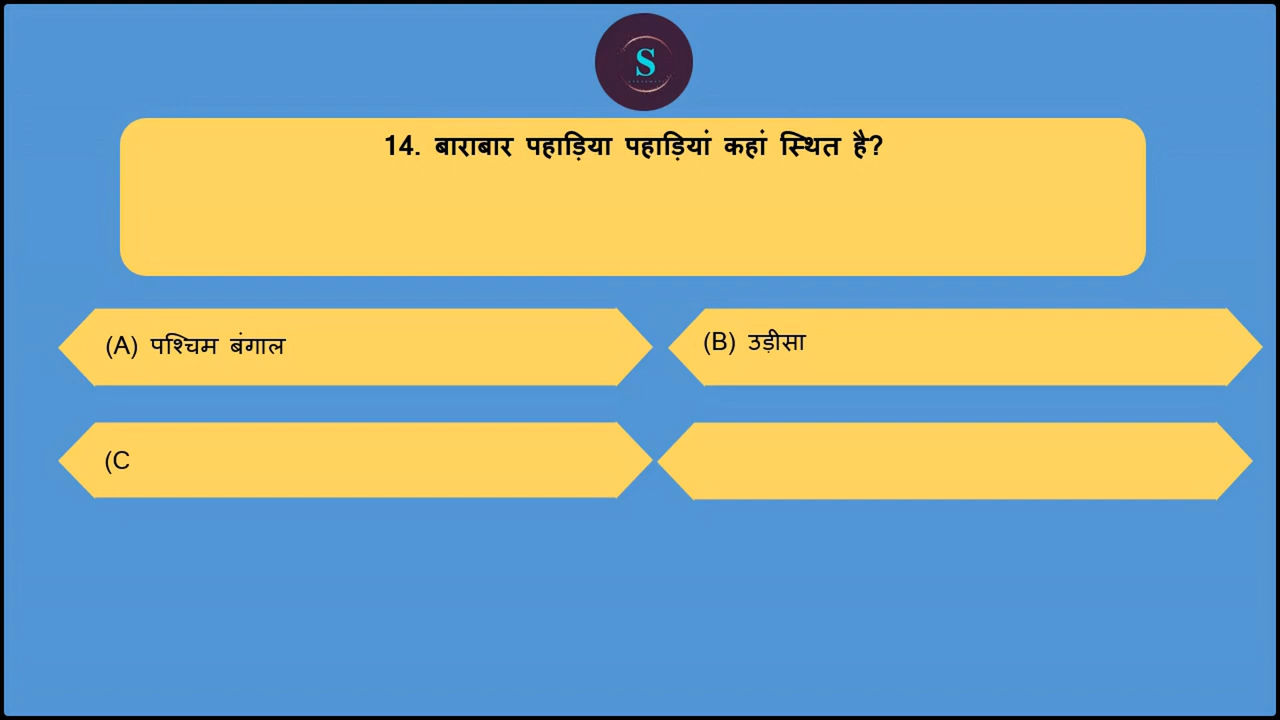 S
14. बाराबार पहाड़िया पहाड़ियां कहां स्थित है?
(A) पश्चिम बंगाल
(B) उड़ीसा
(C